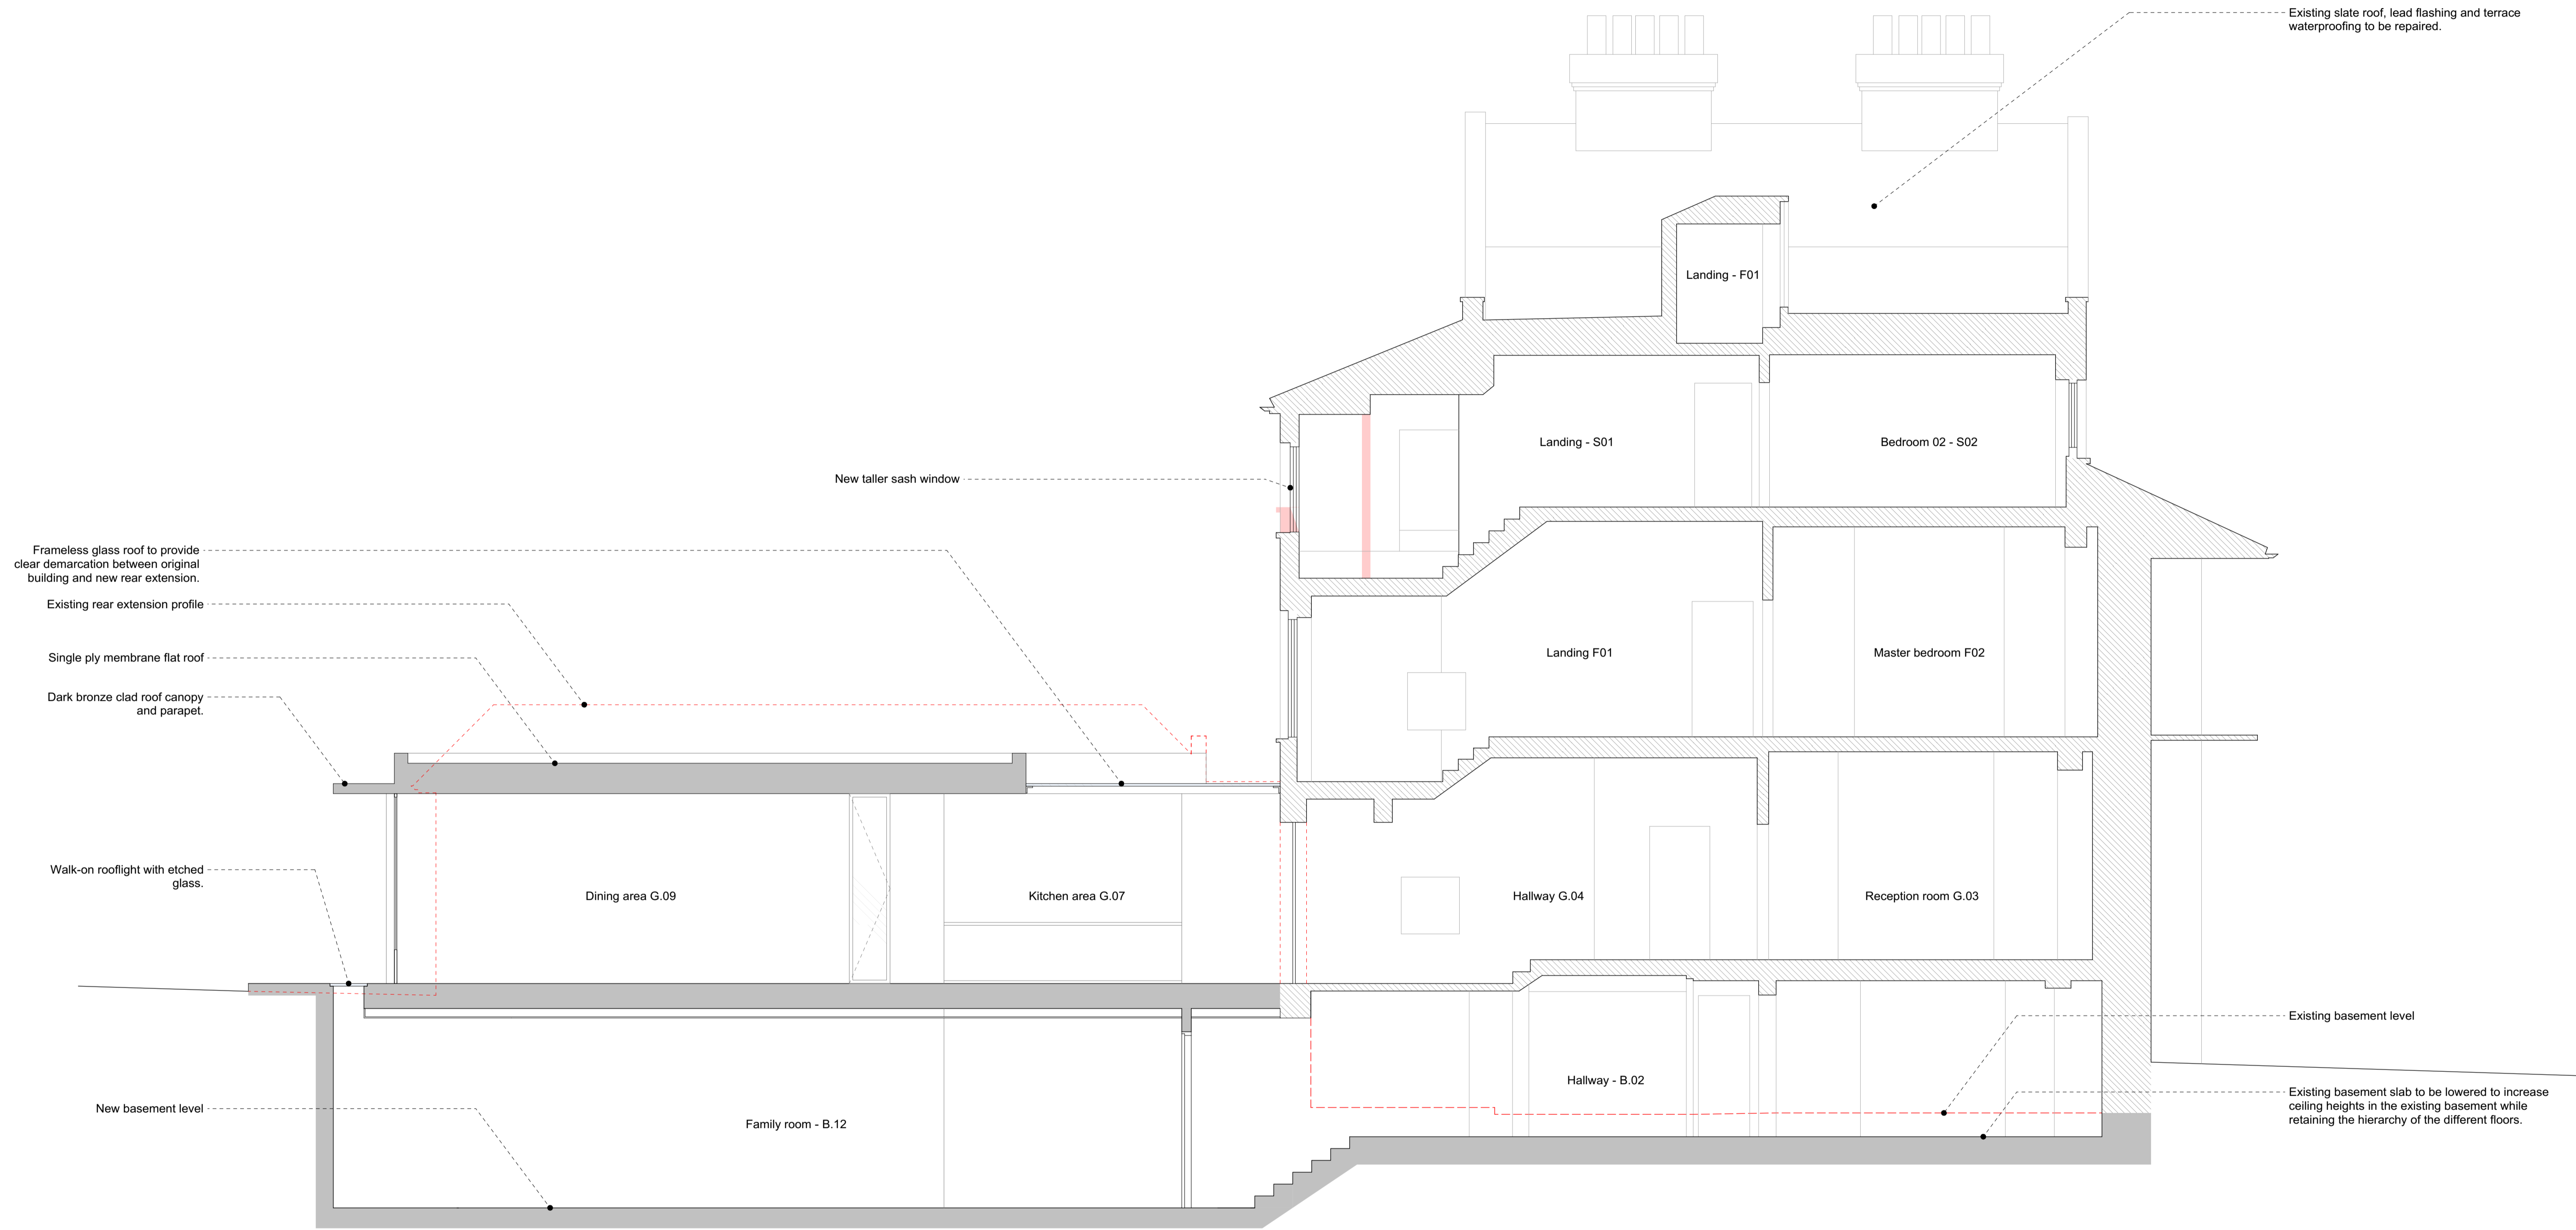 Existing slate roof, lead flashing and terrace
waterproofing to be repaired.
Landing - F01
Landing - S01
Bedroom 02 - S02
New taller sash window
Frameless glass roof to provide
clear demarcation between original
building and new rear extension.
Existing rear extension profile
Single ply membrane flat roof
Landing F01
Master bedroom F02
Dark bronze clad roof canopy
and parapet.
Walk-on rooflight with etched
glass.
Dining area G.09
Kitchen area G.07
Hallway G.04
Reception room G.03
Existing basement level
Hallway - B.02
Existing basement slab to be lowered to increase
ceiling heights in the existing basement while
retaining the hierarchy of the different floors.
New basement level
Family room - B.12